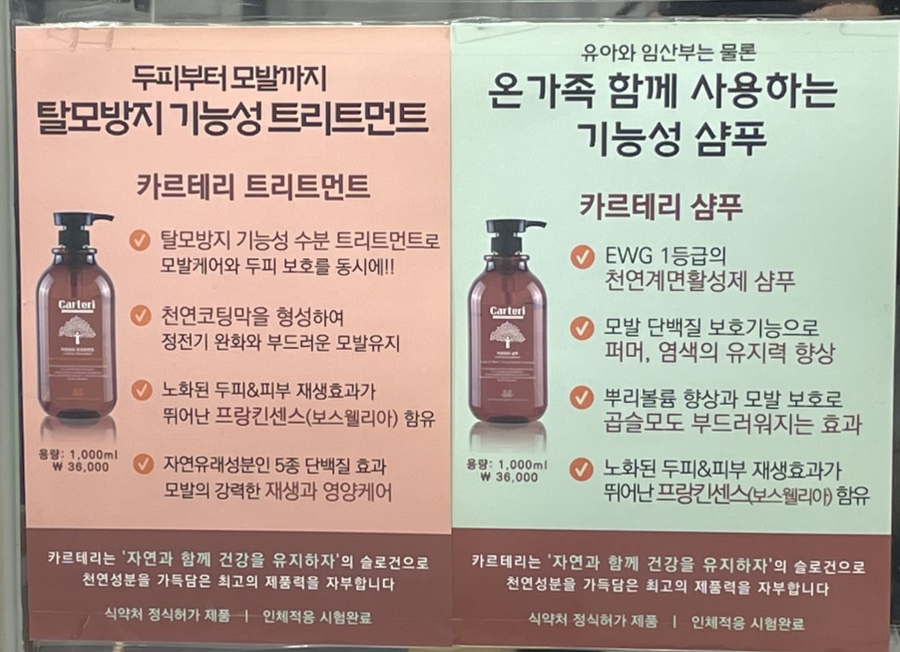 두피부터 모발까지
탈모방지 기능성 트리트먼트
카르테리 트리트먼트
탈모방지 기능성 수분 트리트먼트로
모발케어와 두피 보호를 동시에!!
천연코팅막을 형성하여
정전기 완화와 부드러운 모발유지
노화된 두피&피부 재생효과가
뛰어난 프랑킨센스(보스웰리아) 함유
자연유래성분인 5종 단백질 효과
모발의 강력한 재생과 영양케어
Carteri
용량: 1,000ml
₩ 36,000
카르테리는 '자연과 함께 건강을 유지하자'의 슬로건으로
천연성분을 가득담은 최고의 제품력을 자부합니다
식약처 정식허가 제품 | 인체적응 시험완료
유아와 임산부는 물론
온가족 함께 사용하는
기능성 샴푸
카르테리 샴푸
EWG 1등급의
천연계면활성제 샴푸
모발 단백질 보호기능으로
퍼머, 염색의 유지력 향상
뿌리볼륨 향상과 모발 보호로
곱슬모도 부드러워지는 효과
노화된 두피&피부 재생효과가
뛰어난 프랑킨센스(보스웰리아) 함유
Carteri
용량: 1,000ml
₩ 36,000
카르테리는 '자연과 함께 건강을 유지하자'의 슬로건으로
천연성분을 가득담은 최고의 제품력을 자부합니다
식약처 정식허가 제품 | 인체적응 시험완료